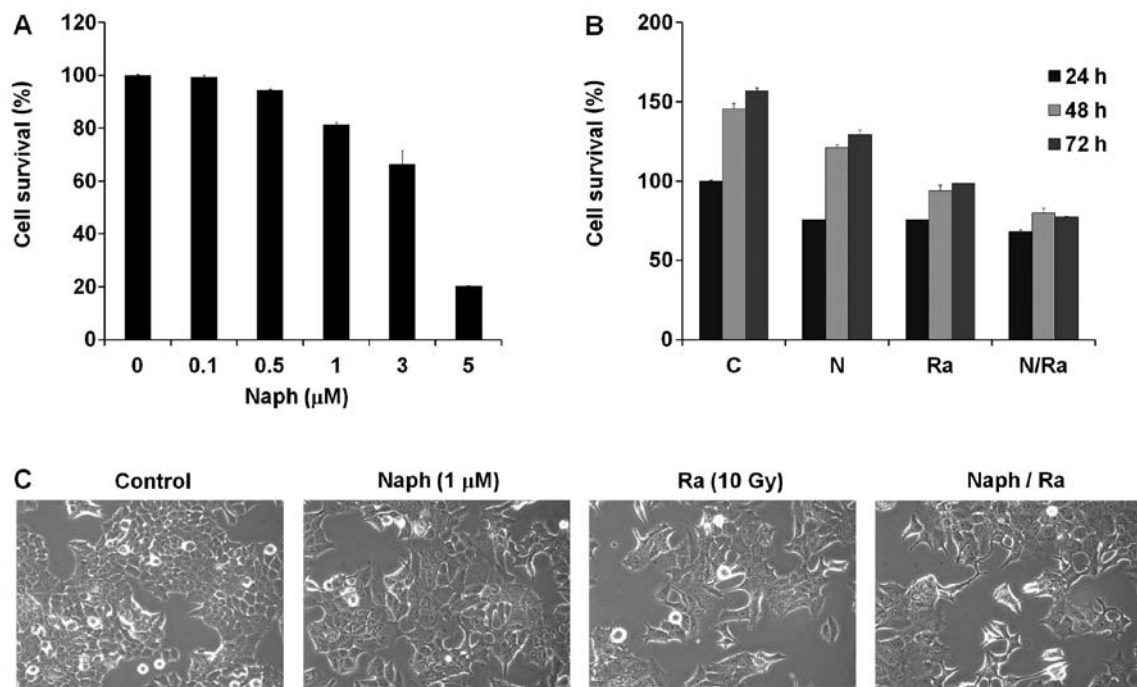 A
120
100
80
60
40
20
0
Cell survival (%)
0 0.1 0.5 1 3 5
Naph (μM)
B
200
150
100
50
0
Cell survival (%)
24 h
48 h
72 h
C N Ra N/Ra
C
Control Naph (1 μM) Ra (10 Gy) Naph / Ra